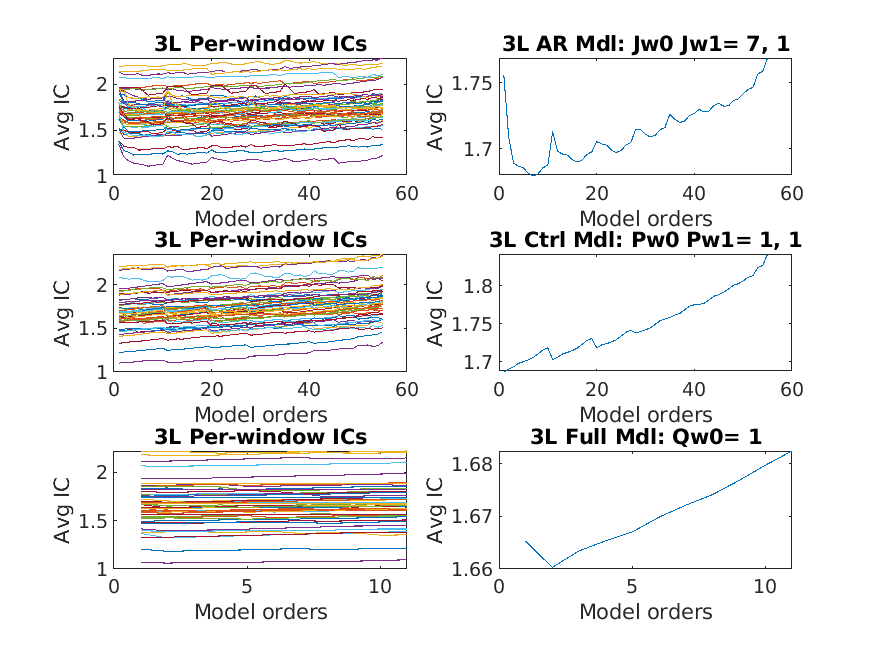 3L Per-window ICs
Avg IC
2
1.5
1
0 20 40 60
Model orders
3L AR Mdl: Jw0 Jw1= 7, 1
Avg IC
1.75
1.7
0 20 40 60
Model orders
3L Per-window ICs
Avg IC
2
1.5
1
0 20 40 60
Model orders
3L Ctrl Mdl: Pw0 Pw1= 1, 1
Avg IC
1.8
1.75
1.7
0 20 40 60
Model orders
3L Per-window ICs
Avg IC
2
1.5
1
0 5 10
Model orders
3L Full Mdl: Qw0= 1
Avg IC
1.68
1.67
1.66
0 5 10
Model orders